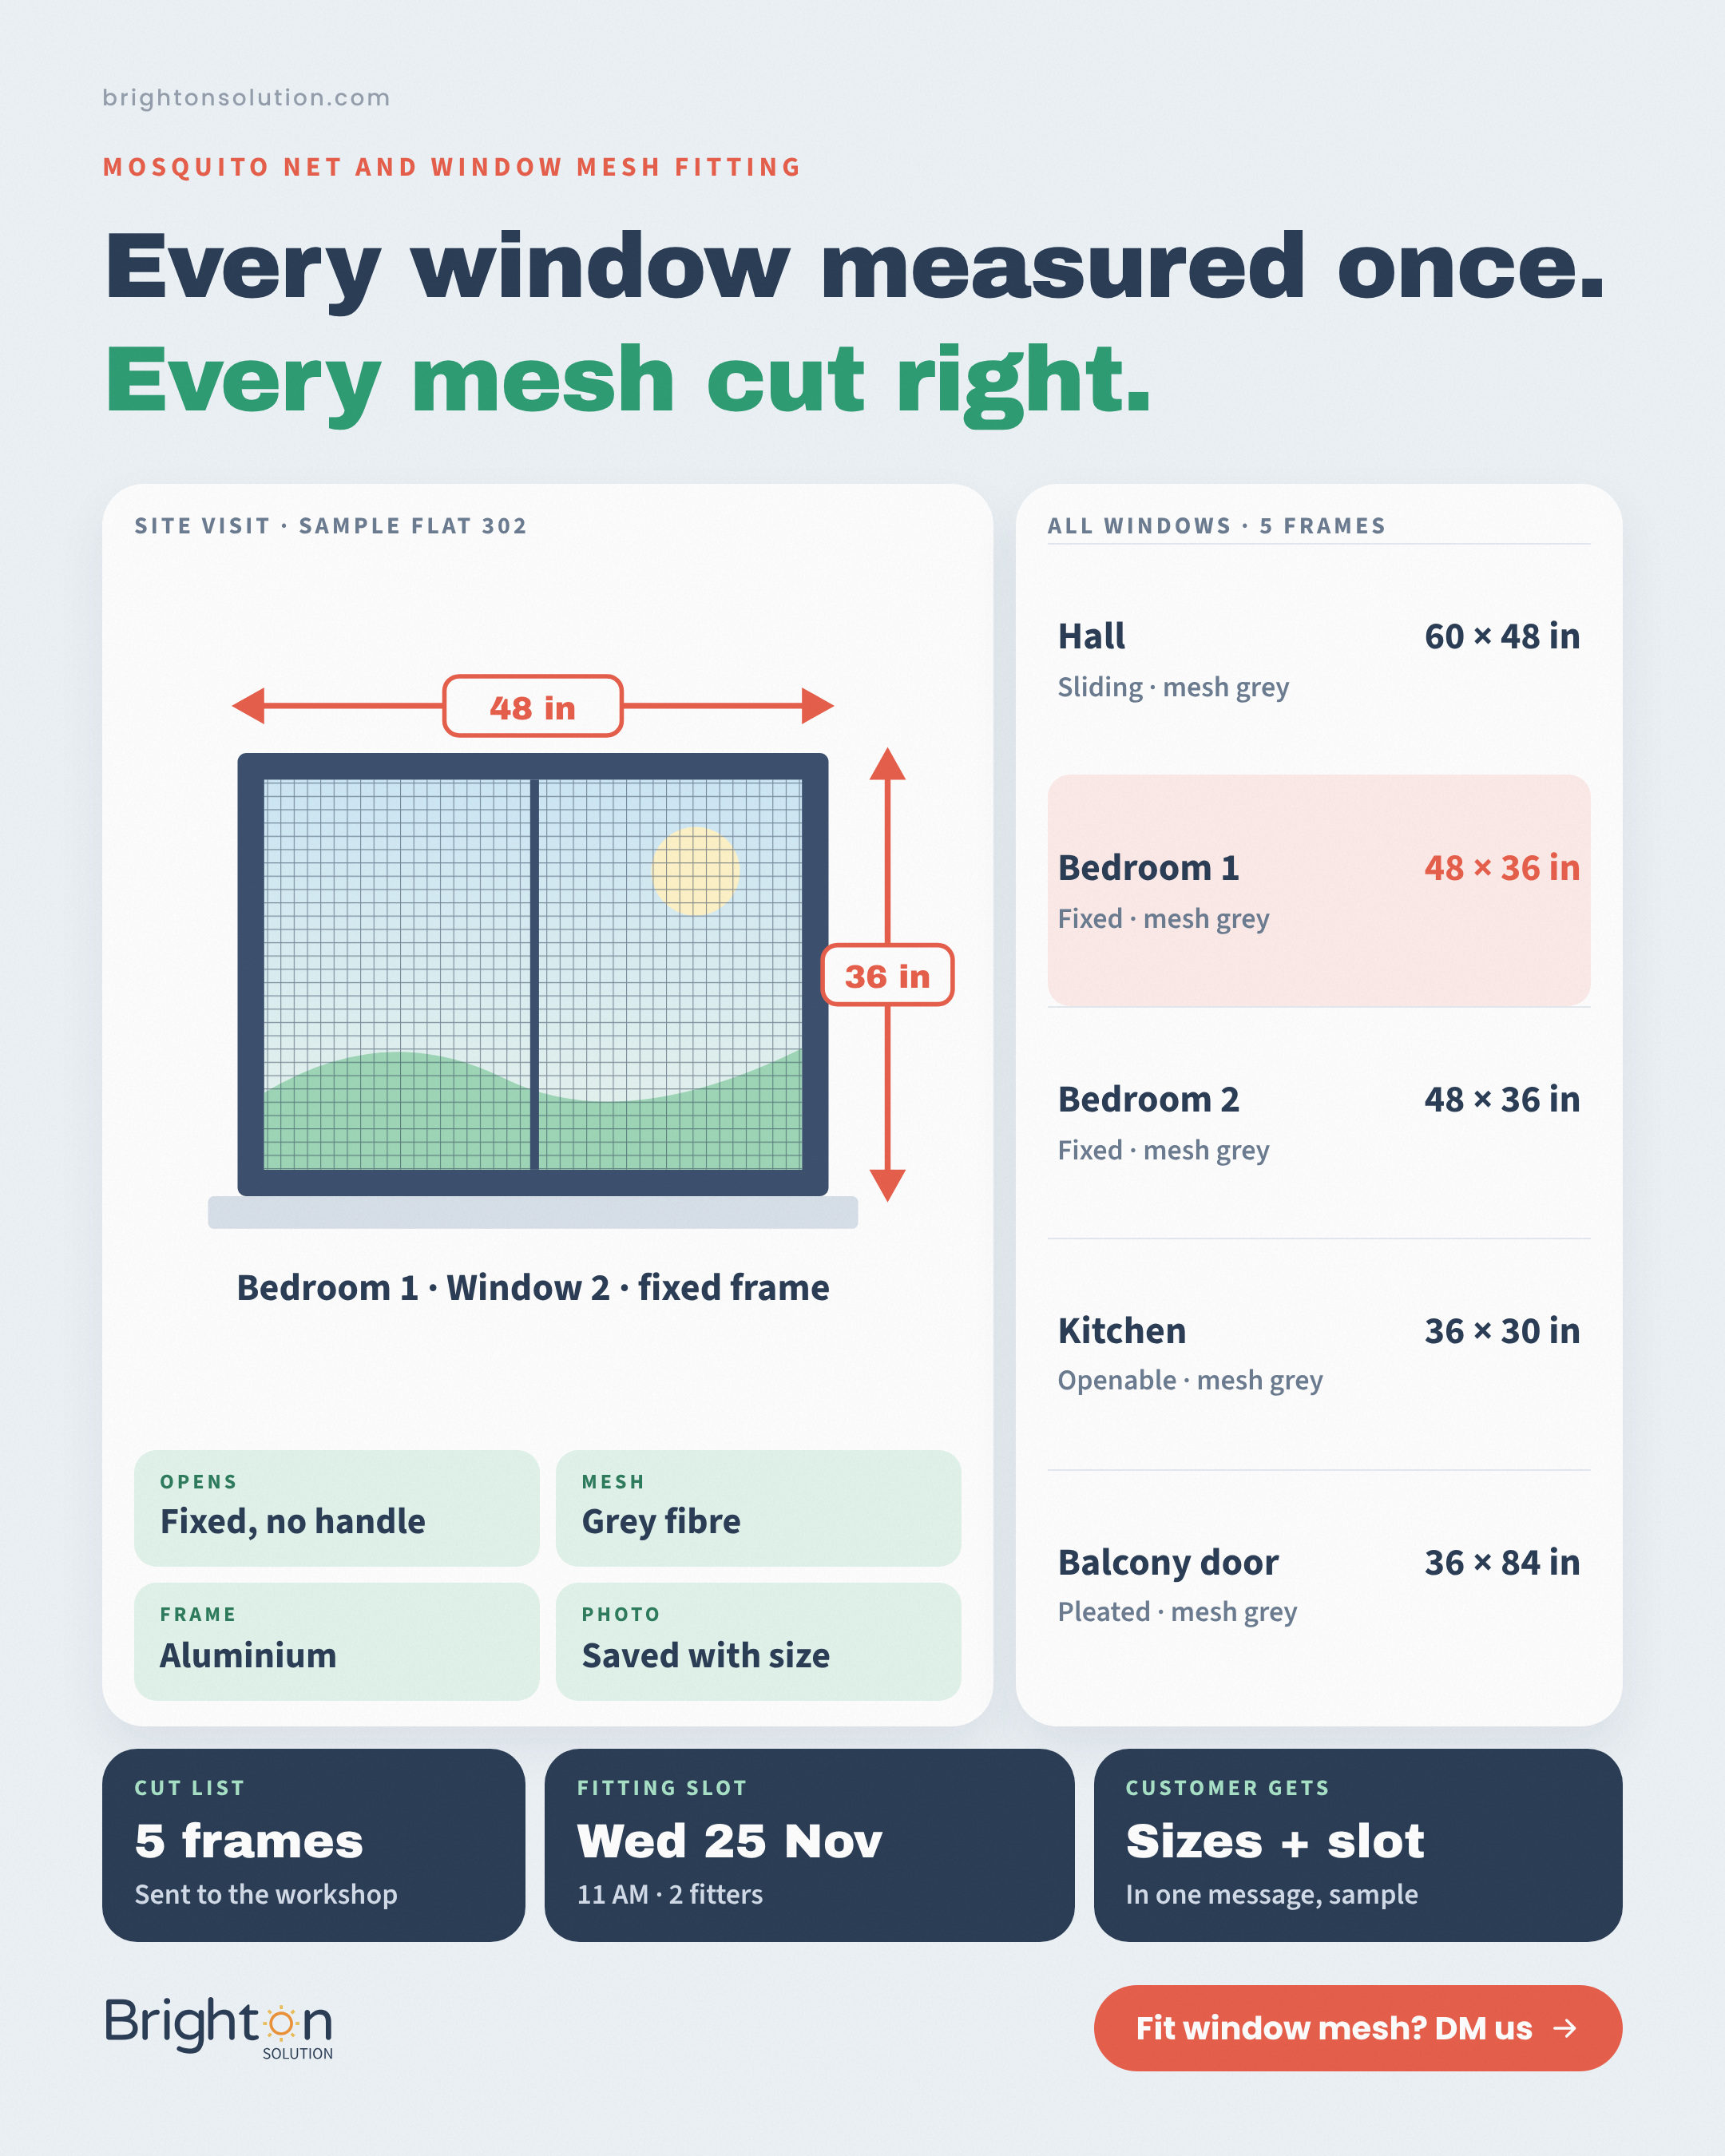 brightonsolution.com
MOSQUITO NET AND WINDOW MESH FITTING
Every window measured once.
Every mesh cut right.
SITE VISIT · SAMPLE FLAT 302
48 in
36 in
Bedroom 1 · Window 2 · fixed frame
OPENS
Fixed, no handle
MESH
Grey fibre
FRAME
Aluminium
PHOTO
Saved with size
ALL WINDOWS · 5 FRAMES
Hall 60 × 48 in
Sliding · mesh grey
Bedroom 1 48 × 36 in
Fixed · mesh grey
Bedroom 2 48 × 36 in
Fixed · mesh grey
Kitchen 36 × 30 in
Openable · mesh grey
Balcony door 36 × 84 in
Pleated · mesh grey
CUT LIST
5 frames
Sent to the workshop
FITTING SLOT
Wed 25 Nov
11 AM · 2 fitters
CUSTOMER GETS
Sizes + slot
In one message, sample
Brighton
SOLUTION
Fit window mesh? DM us →